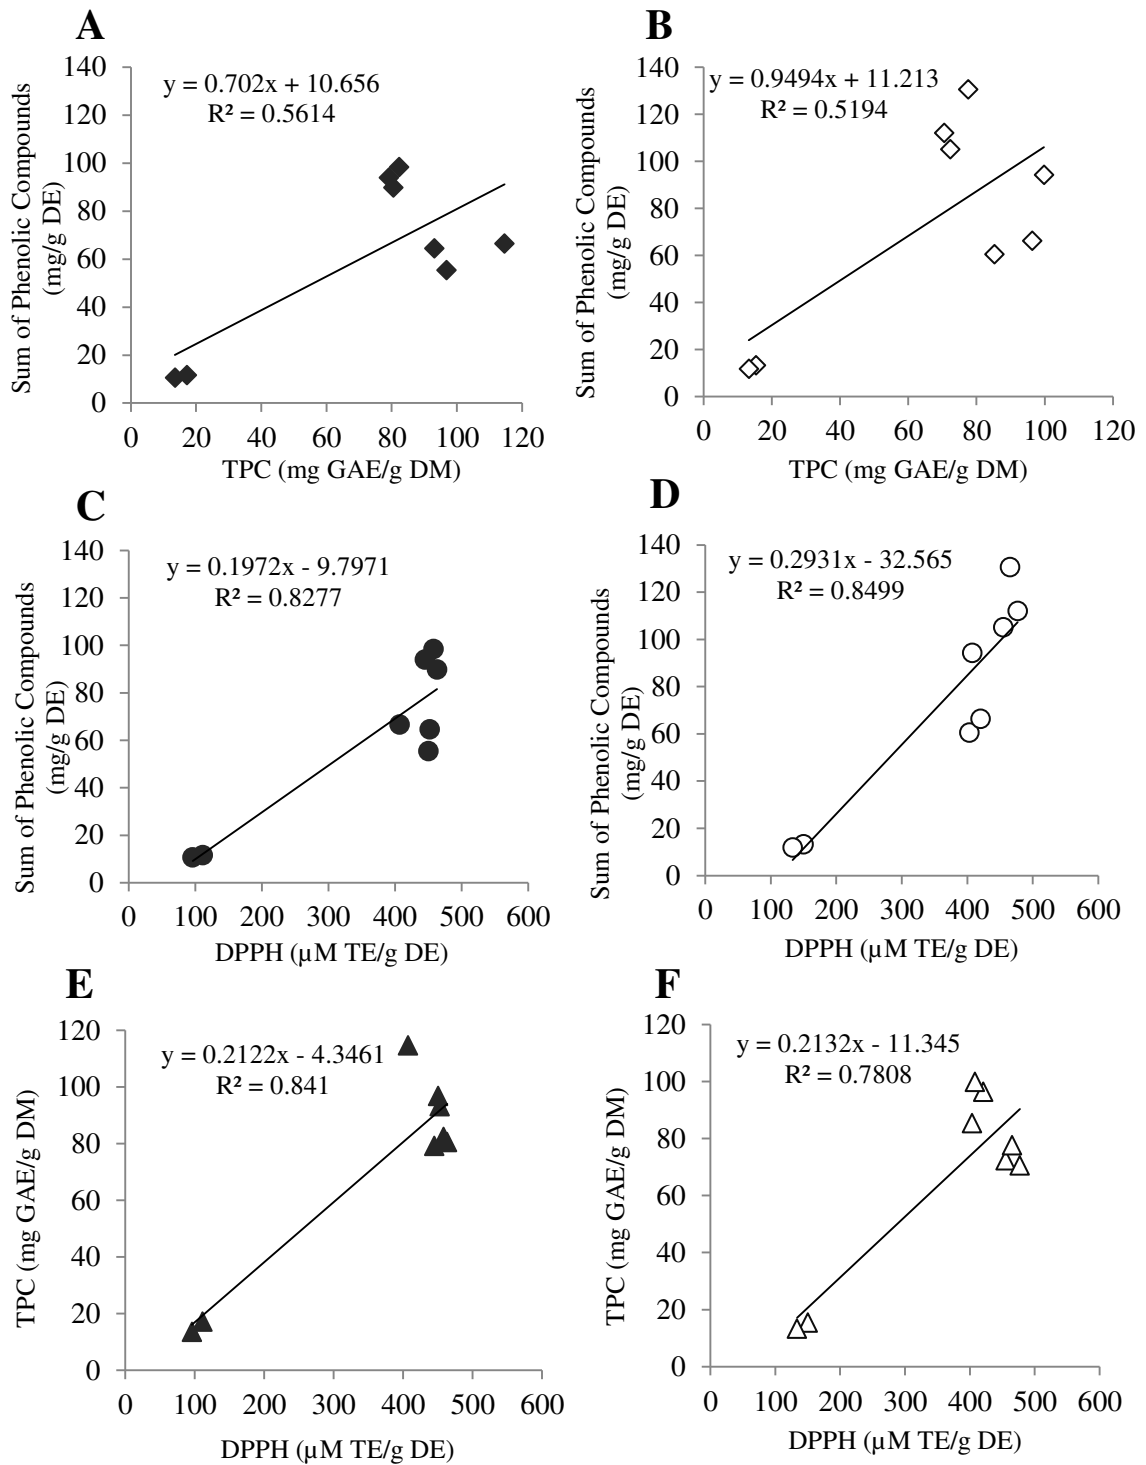 A
y = 0.702x + 10.656
R² = 0.5614
Sum of Phenolic Compounds
(mg/g DE)
140
120
100
80
60
40
20
0
0 20 40 60 80 100 120
TPC (mg GAE/g DM)
B
y = 0.9494x + 11.213
R² = 0.5194
Sum of Phenolic Compounds
(mg/g DE)
140
120
100
80
60
40
20
0
0 20 40 60 80 100 120
TPC (mg GAE/g DM)
C
y = 0.1972x - 9.7971
R² = 0.8277
Sum of Phenolic Compounds
(mg/g DE)
140
120
100
80
60
40
20
0
0 100 200 300 400 500 600
DPPH (µM TE/g DE)
D
y = 0.2931x - 32.565
R² = 0.8499
Sum of Phenolic Compounds
(mg/g DE)
140
120
100
80
60
40
20
0
0 100 200 300 400 500 600
DPPH (µM TE/g DE)
E
y = 0.2122x - 4.3461
R² = 0.841
TPC (mg GAE/g DM)
120
100
80
60
40
20
0
0 100 200 300 400 500 600
DPPH (µM TE/g DE)
F
y = 0.2132x - 11.345
R² = 0.7808
TPC (mg GAE/g DM)
120
100
80
60
40
20
0
0 100 200 300 400 500 600
DPPH (µM TE/g DE)